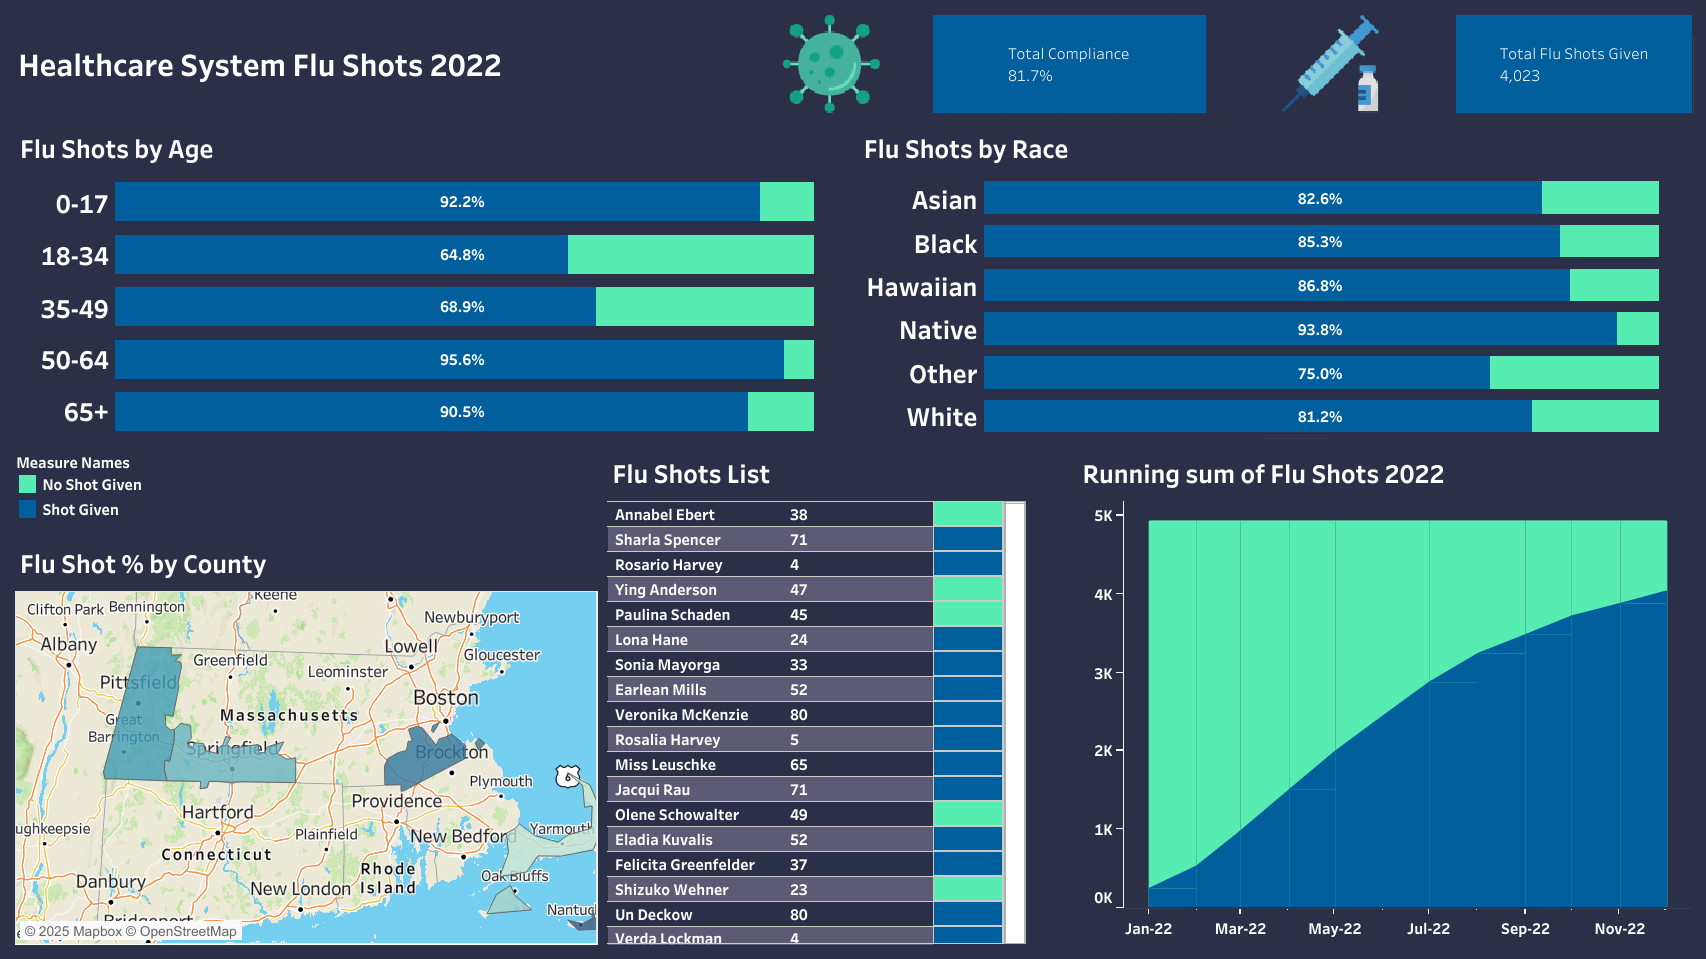 Healthcare System Flu Shots 2022
Total Compliance
81.7%
Total Flu Shots Given
4,023
Flu Shots by Age
0-17 92.2%
18-34 64.8%
35-49 68.9%
50-64 95.6%
65+ 90.5%
Flu Shots by Race
Asian 82.6%
Black 85.3%
Hawaiian 86.8%
Native 93.8%
Other 75.0%
White 81.2%
Measure Names
No Shot Given
Shot Given
Flu Shot % by County
Keene
Clifton Park Bennington
Newburyport
Albany
Lowell
Greenfield
Gloucester
Leominster
Pittsfield
Boston
Great
Barrington
Massachusetts
Springfield
Brockton
6
Plymouth
Hartford
Providence
ughkeepsie
Plainfield
New Bedford
Yarmouth
Connecticut
Rhode
Island
Danbury
New London
Oak Bluffs
Bridgeport
Nantuc
© 2025 Mapbox © OpenStreetMap
Flu Shots List
Annabel Ebert 38
Sharla Spencer 71
Rosario Harvey 4
Ying Anderson 47
Paulina Schaden 45
Lona Hane 24
Sonia Mayorga 33
Earlean Mills 52
Veronika McKenzie 80
Rosalia Harvey 5
Miss Leuschke 65
Jacqui Rau 71
Olene Schowalter 49
Eladia Kuvalis 52
Felicita Greenfelder 37
Shizuko Wehner 23
Un Deckow 80
Verda Lockman 4
Running sum of Flu Shots 2022
5K
4K
3K
2K
1K
0K
Jan-22 Mar-22 May-22 Jul-22 Sep-22 Nov-22